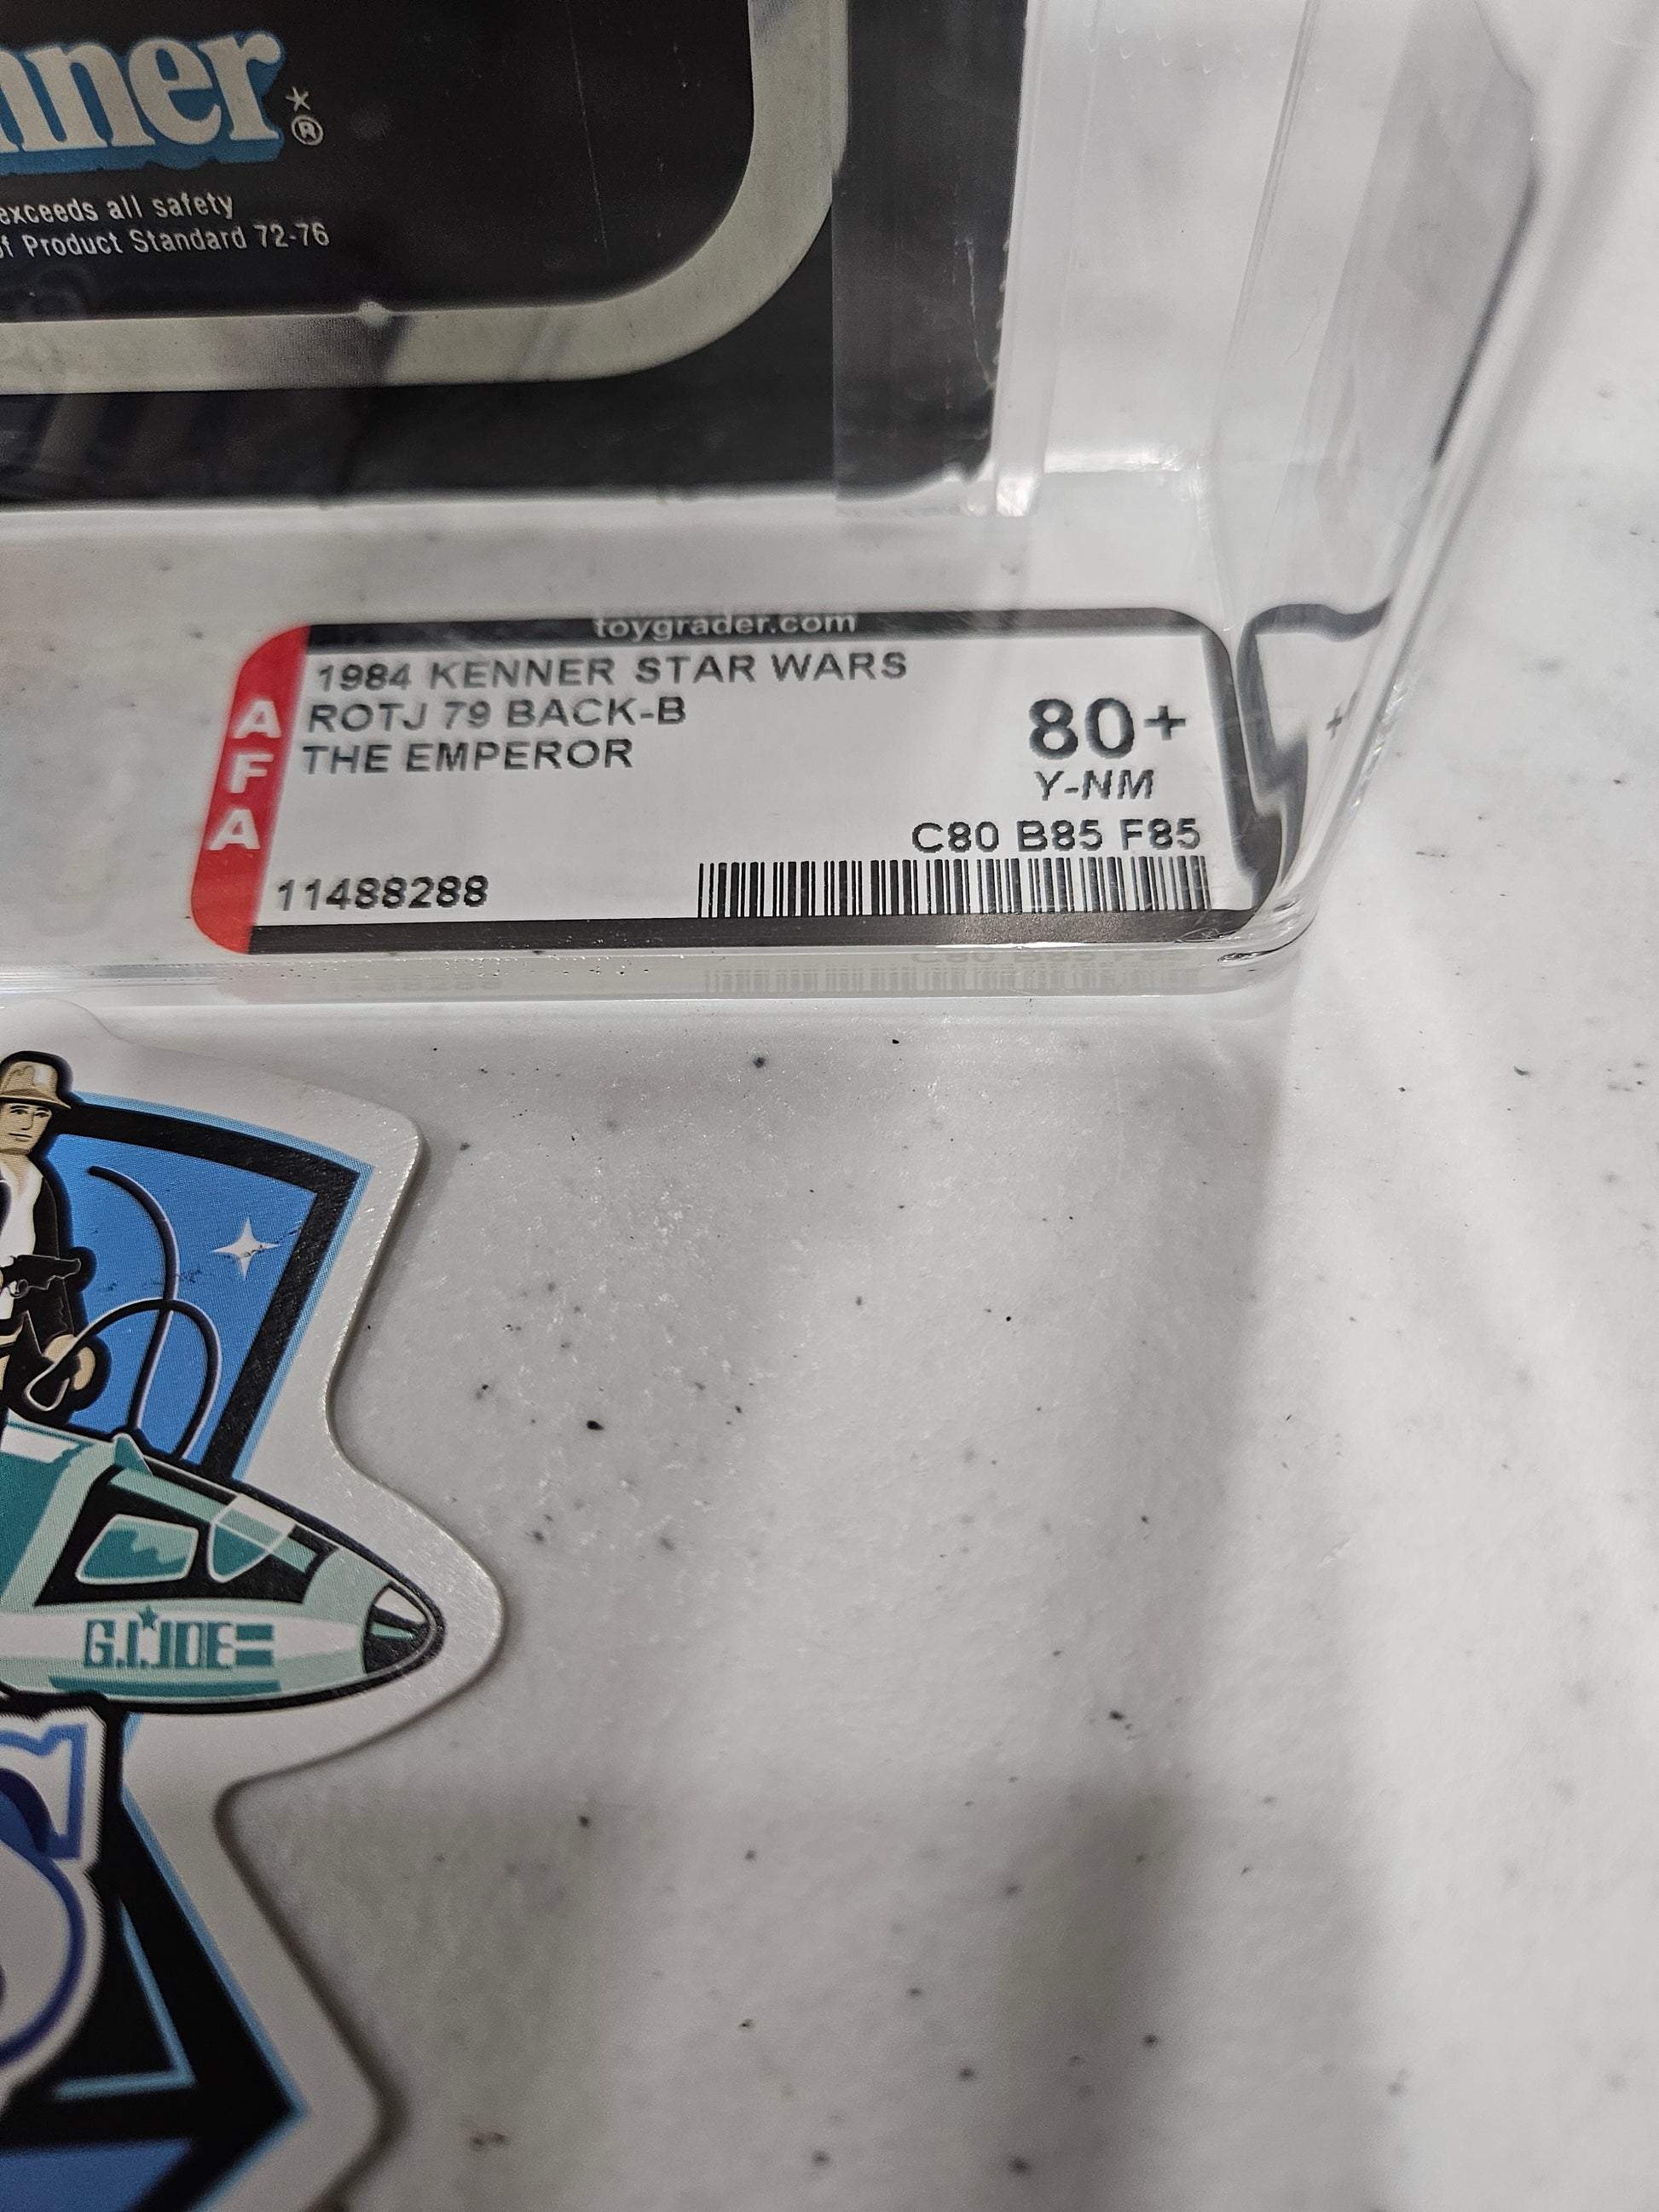 nner
®
exceeds all safety
of Product Standard 72-76
toygrader.com
AFA
1984 KENNER STAR WARS
ROTJ 79 BACK-B
THE EMPEROR
80+
Y-NM
C80 B85 F85
11488288
G.I.JOE
S